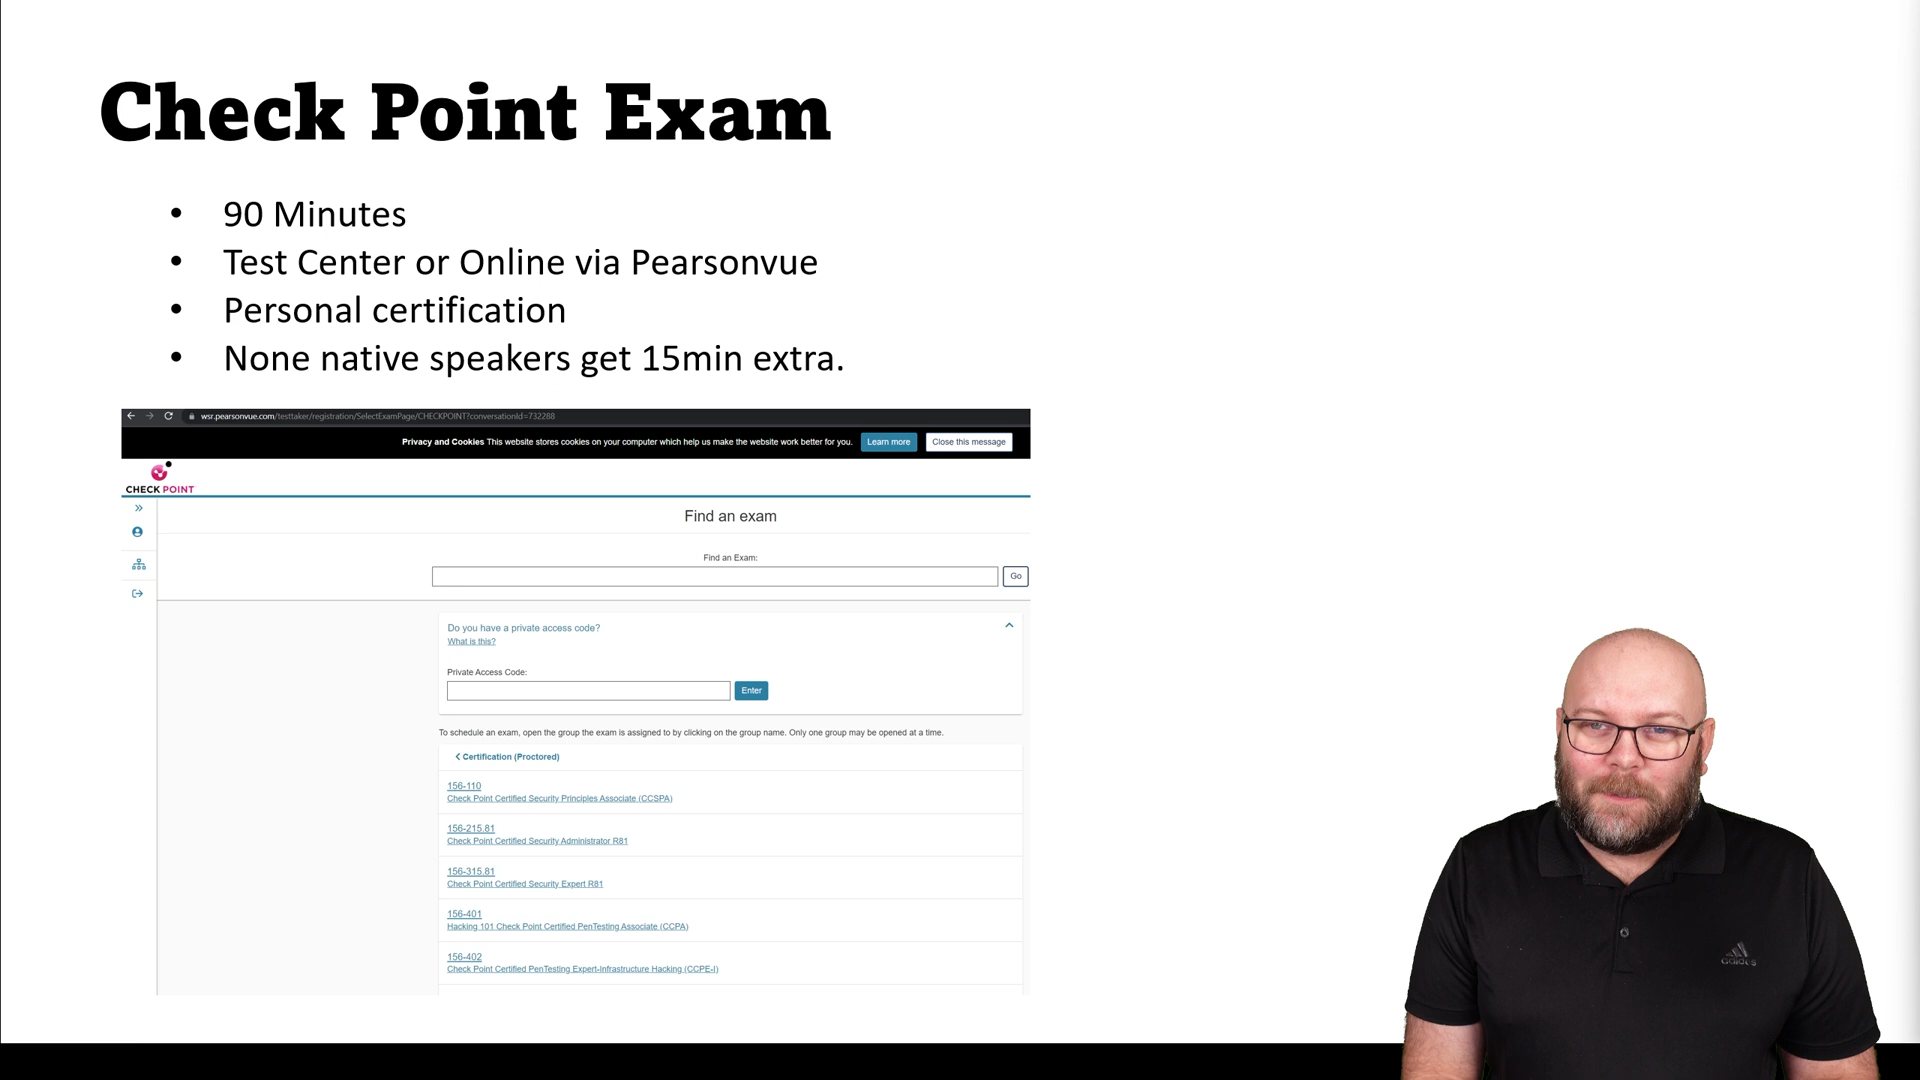 Check Point Exam
• 90 Minutes
• Test Center or Online via Pearsonvue
• Personal certification
• None native speakers get 15min extra.
wsr.pearsonvue.com/testtaker/registration/SelectExamPage/CHECKPOINT?conversationId=732288
Privacy and Cookies This website stores cookies on your computer which help us make the website work better for you. Learn more Close this message
CHECK POINT
Find an exam
Find an Exam:
Go
Do you have a private access code?
What is this?
Private Access Code:
Enter
To schedule an exam, open the group the exam is assigned to by clicking on the group name. Only one group may be opened at a time.
Certification (Proctored)
156-110
Check Point Certified Security Principles Associate (CCSPA)
156-215.81
Check Point Certified Security Administrator R81
156-315.81
Check Point Certified Security Expert R81
156-401
Hacking 101 Check Point Certified PenTesting Associate (CCPA)
156-402
Check Point Certified PenTesting Expert-Infrastructure Hacking (CCPE-I)
adidas